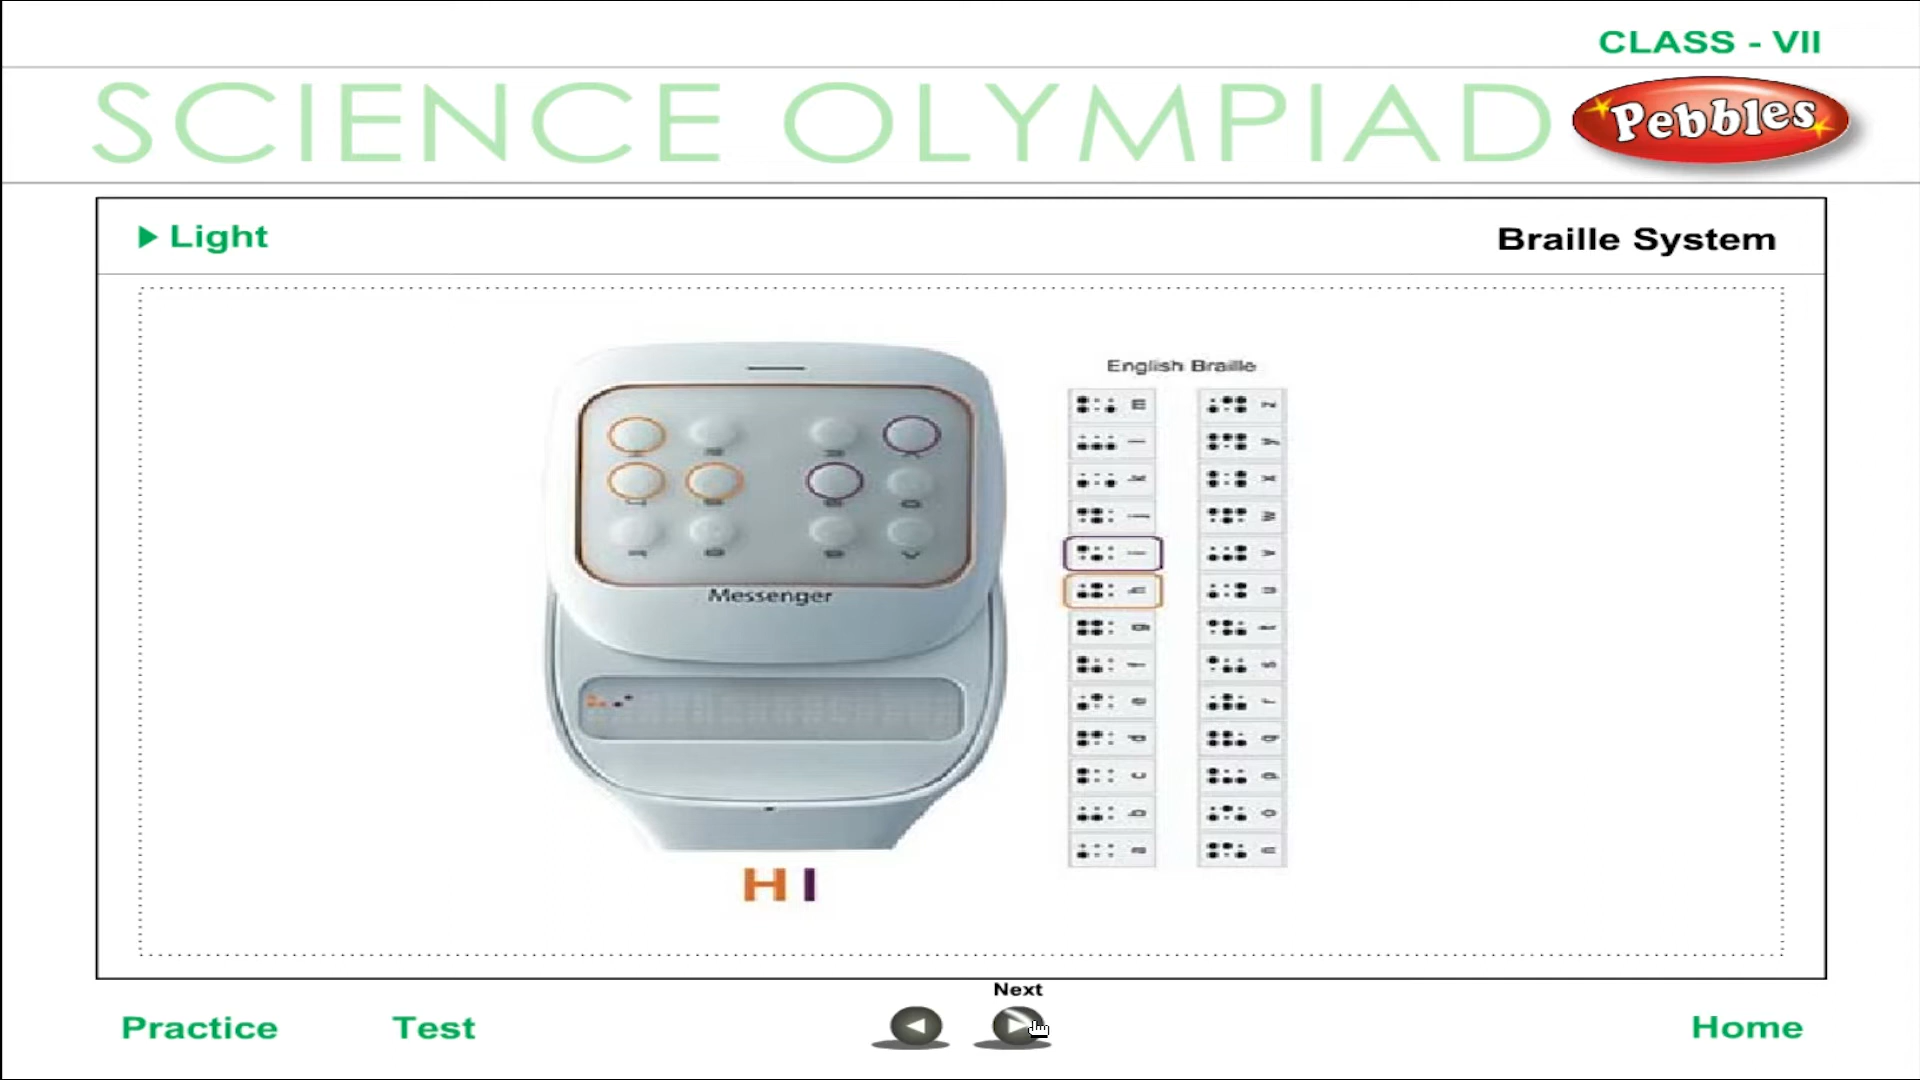 CLASS - VII
SCIENCE OLYMPIAD
Pebbles
Light
Braille System
English Braille
m z
l y
k x
j w
i v
h u
g t
f s
e r
d q
c p
b o
a n
Messenger
H I
Next
Practice
Test
Home